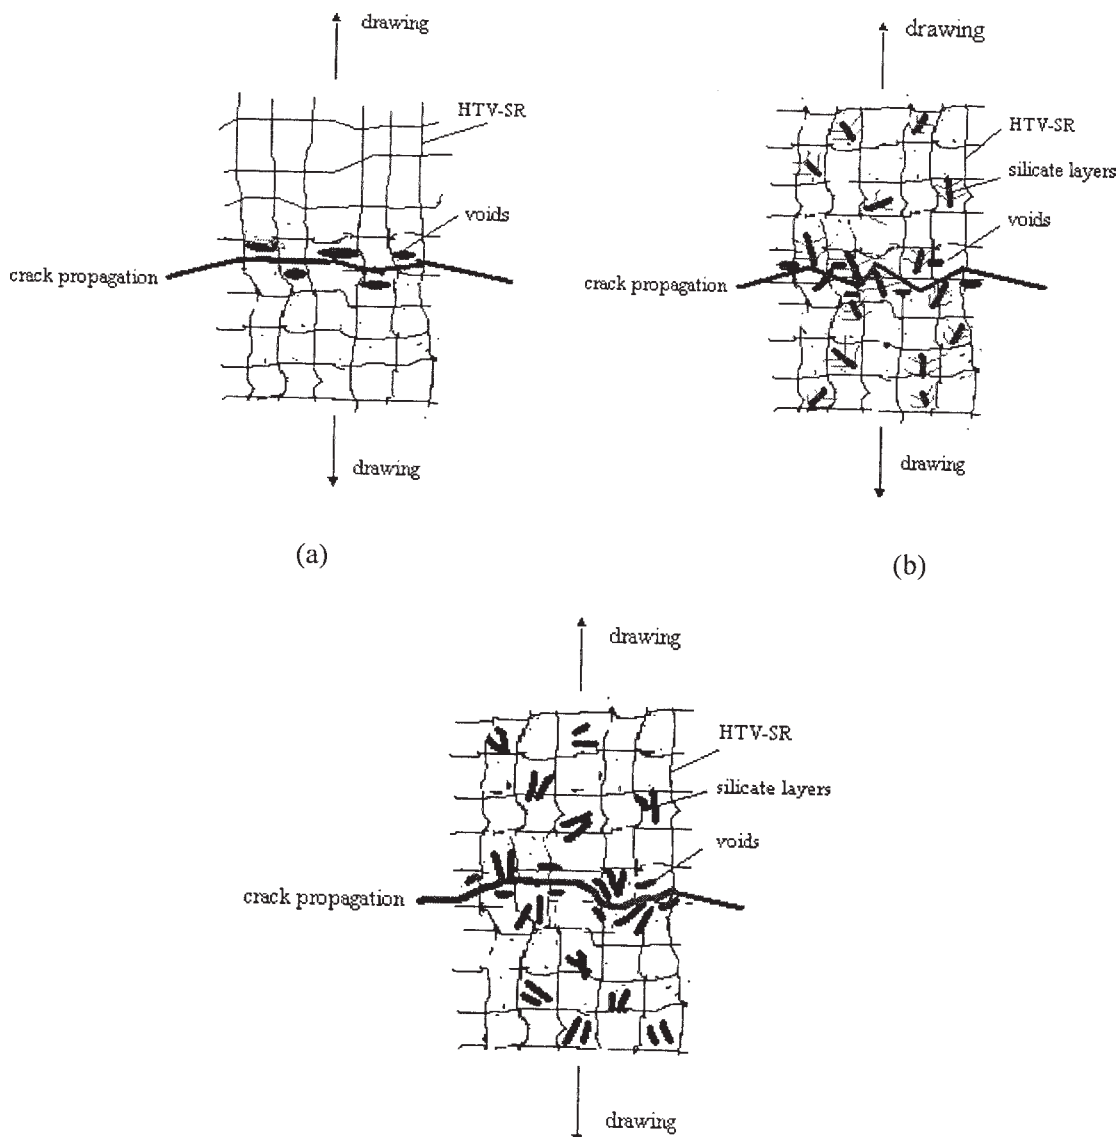 drawing
HTV-SR
voids
crack propagation
drawing
(a)
drawing
HTV-SR
silicate layers
voids
crack propagation
drawing
(b)
drawing
HTV-SR
silicate layers
voids
crack propagation
drawing